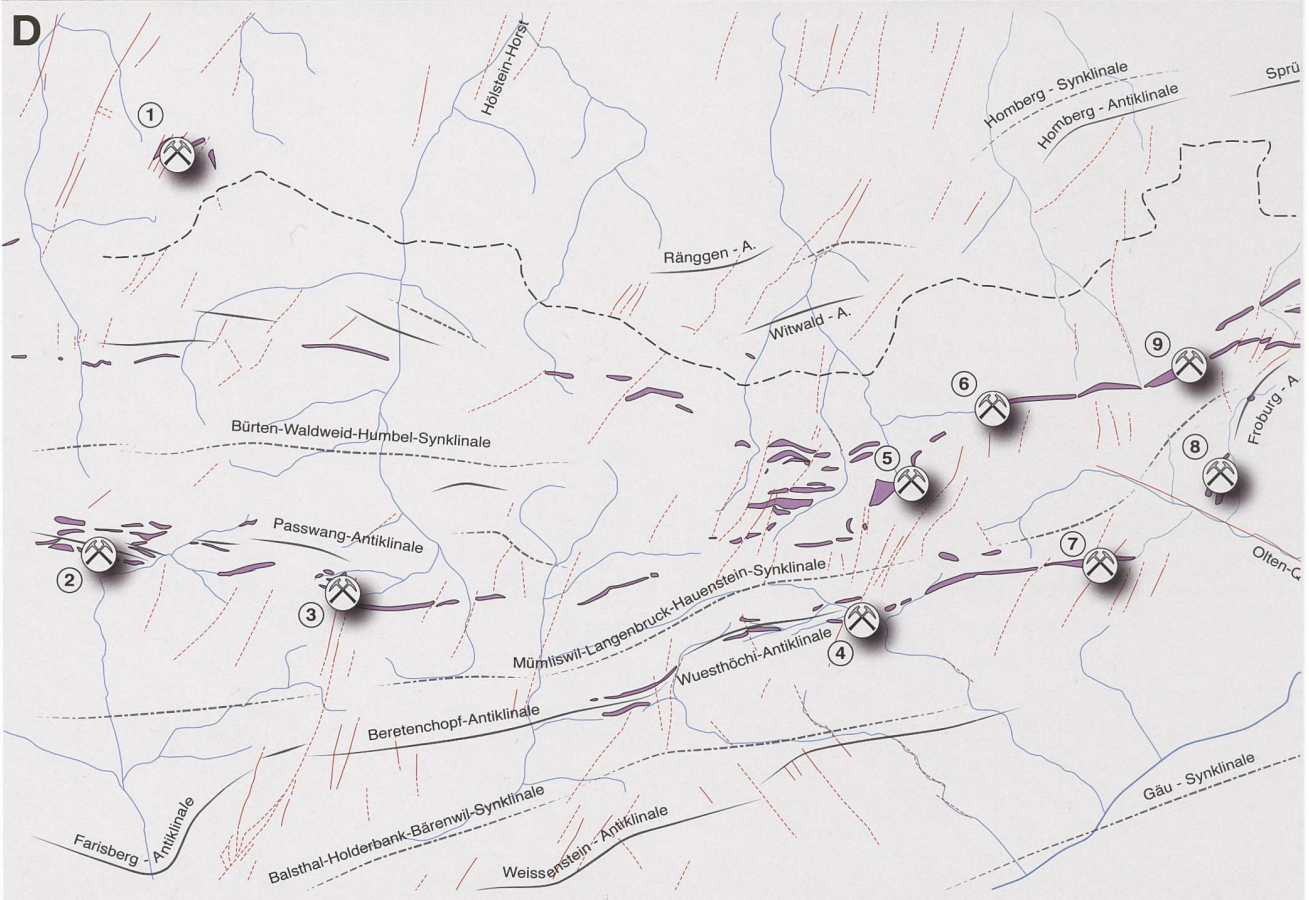 D
Hölstein-Horst
Homberg - Synklinale
Homberg - Antiklinale
Sprü
1
Ränggen - A.
Witwald - A.
9
6
Froburg - A
Bürten-Waldweid-Humbel-Synklinale
5
8
Passwang-Antiklinale
2
7
Olten-Q
3
Mümliswil-Langenbruck-Hauenstein-Synklinale
Wuesthöchi-Antiklinale
4
Beretenchopf-Antiklinale
Gäu - Synklinale
Farisberg - Antiklinale
Balsthal-Holderbank-Bärenwil-Synklinale
Weissenstein - Antiklinale